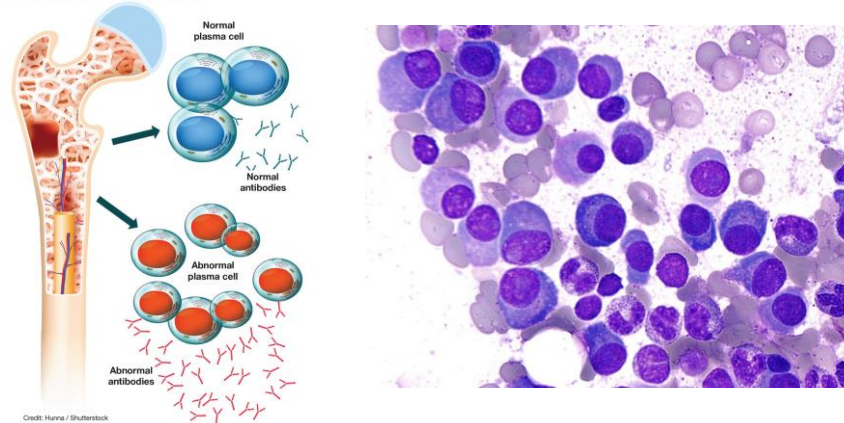 Normal
plasma cell
Normal
antibodies
Abnormal
plasma cell
Abnormal
antibodies
Credit: Hunna / Shutterstock